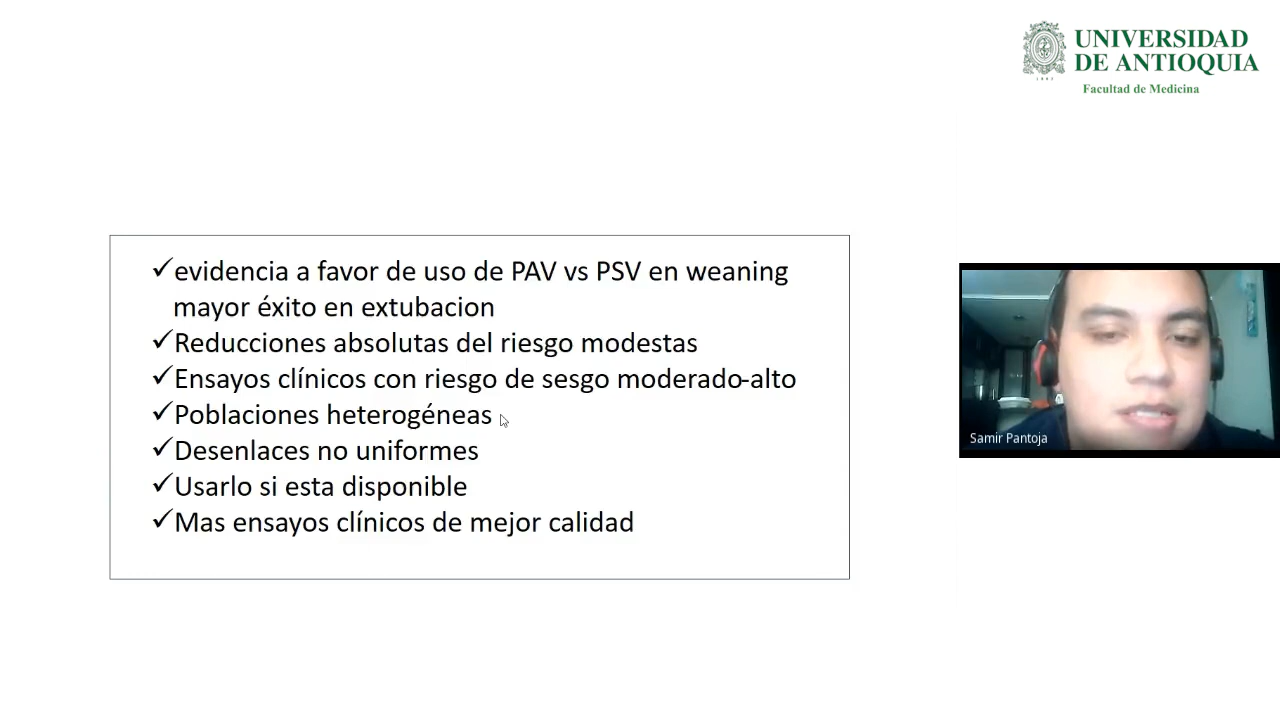 UNIVERSIDAD
DE ANTIOQUIA
1803
Facultad de Medicina
✓evidencia a favor de uso de PAV vs PSV en weaning
mayor éxito en extubacion
✓Reducciones absolutas del riesgo modestas
✓Ensayos clínicos con riesgo de sesgo moderado-alto
✓Poblaciones heterogéneas
✓Desenlaces no uniformes
✓Usarlo si esta disponible
✓Mas ensayos clínicos de mejor calidad
Samir Pantoja